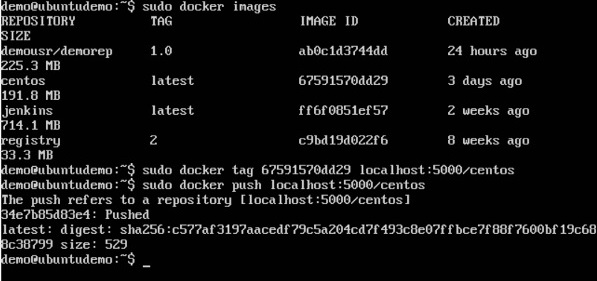 demo@ubuntudemo:~$ sudo docker images
REPOSITORY TAG IMAGE ID CREATED
SIZE
demousr/demorep 1.0 ab0c1d3744dd 24 hours ago
225.3 MB
centos latest 67591570dd29 3 days ago
191.8 MB
jenkins latest ff6f0851ef57 2 weeks ago
714.1 MB
registry 2 c9bd19d022f6 8 weeks ago
33.3 MB
demo@ubuntudemo:~$ sudo docker tag 67591570dd29 localhost:5000/centos
demo@ubuntudemo:~$ sudo docker push localhost:5000/centos
The push refers to a repository [localhost:5000/centos]
34e7b85d83e4: Pushed
latest: digest: sha256:c577af3197aacedf79c5a204cd7f493c8e07ffbce7f88f7600bf19c68
8c38799 size: 529
demo@ubuntudemo:~$ _